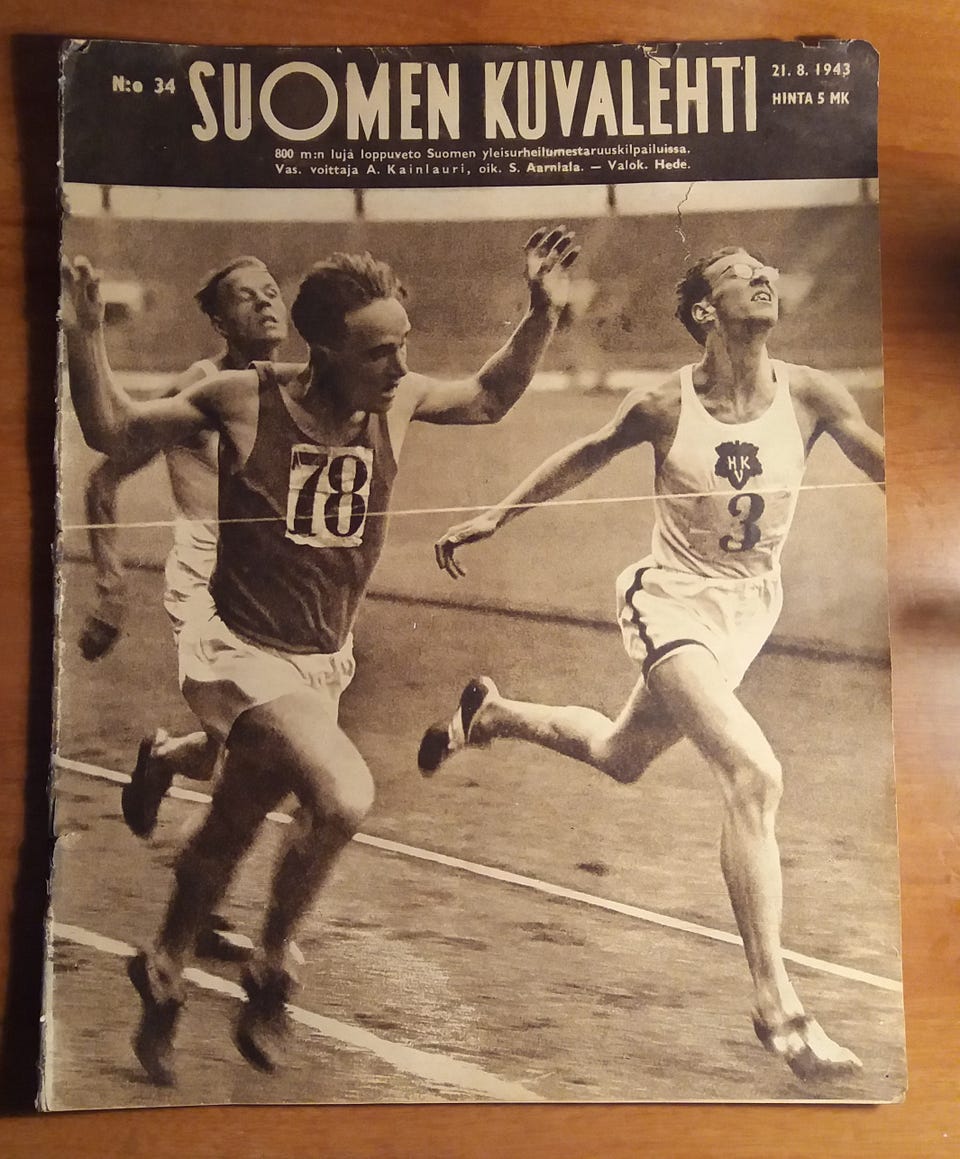 N:o 34
SUOMEN KUVALEHTI
21. 8. 1943
HINTA 5 MK
800 m:n luja loppuveto Suomen yleisurheilumestaruuskilpailuissa.
Vas. voittaja A. Kainlauri, oik. S. Aarniala. — Valok. Hede.
78
HKV
3